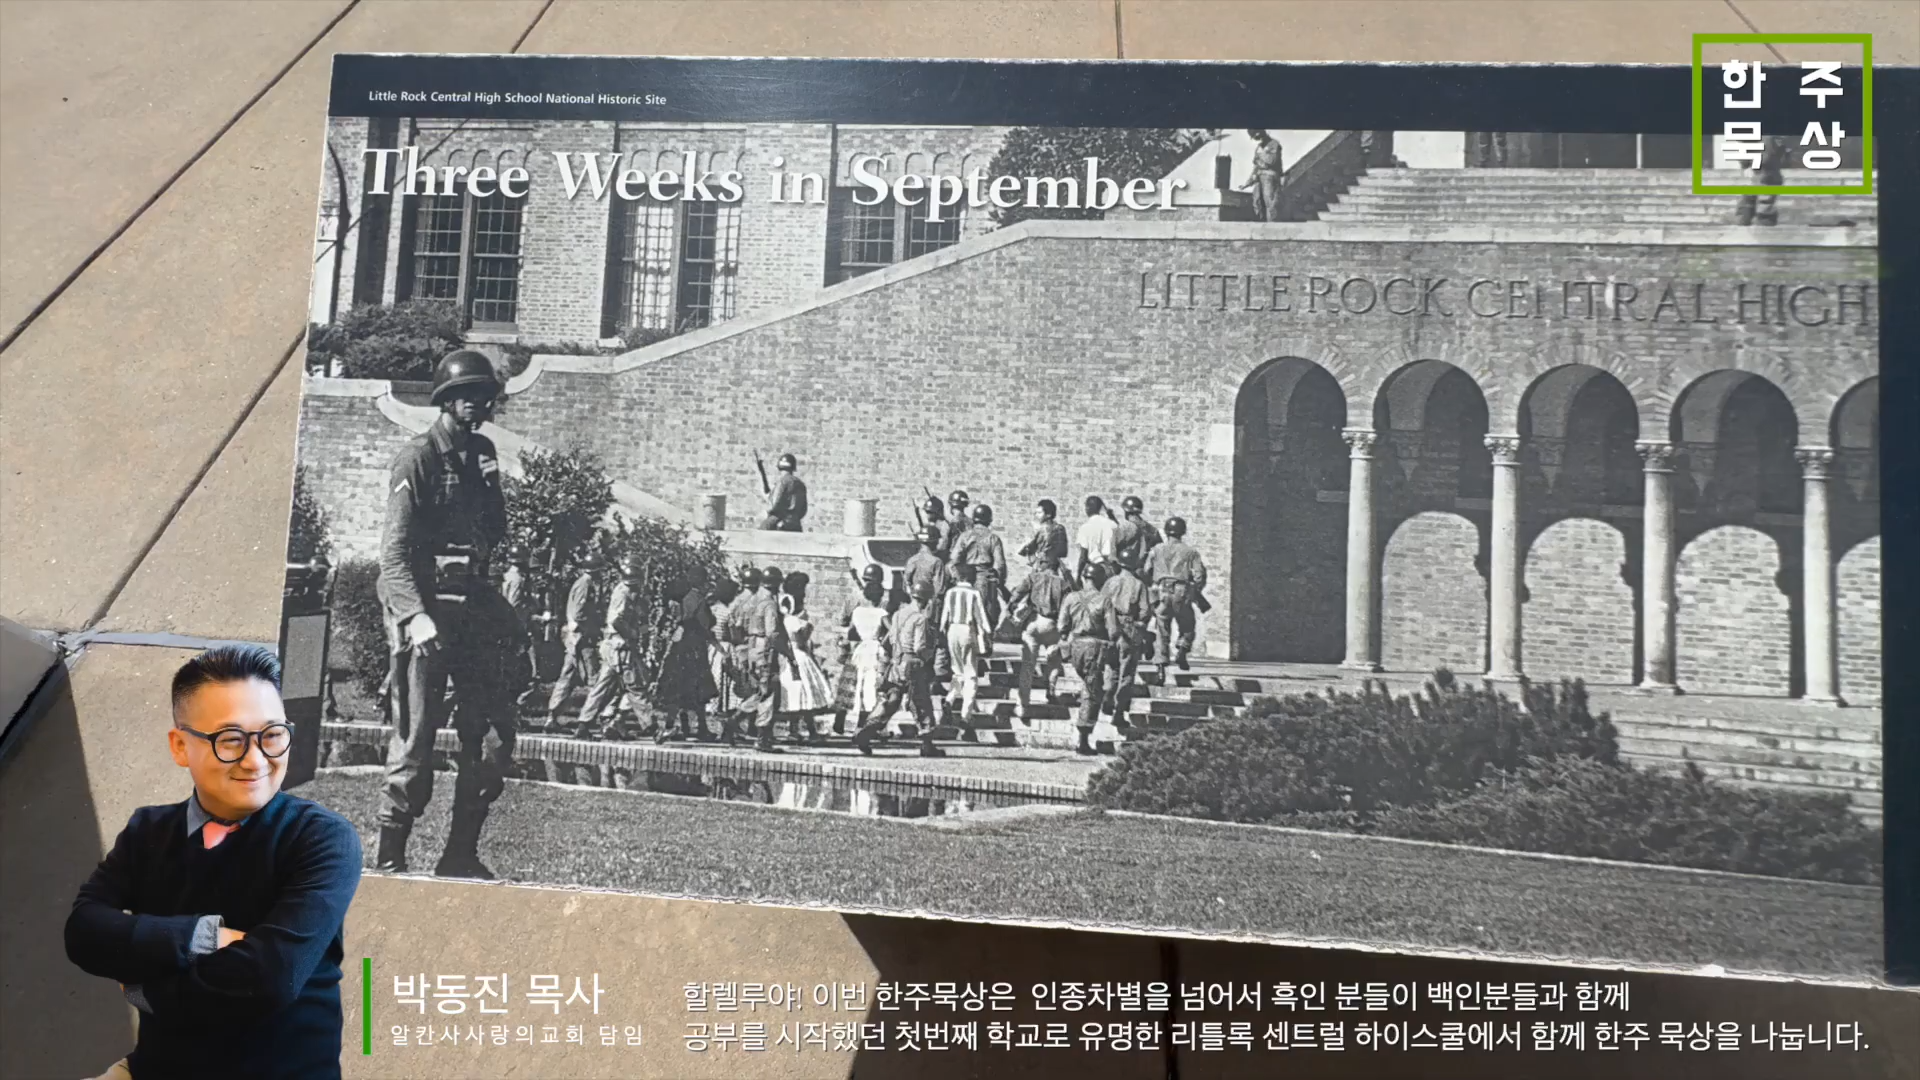 Little Rock Central High School National Historic Site
한 주
묵 상
Three Weeks in September
LITTLE ROCK CENTRAL HIGH
박동진 목사
알칸사사랑의교회 담임
할렐루야! 이번 한주묵상은 인종차별을 넘어서 흑인 분들이 백인분들과 함께
공부를 시작했던 첫번째 학교로 유명한 리틀록 센트럴 하이스쿨에서 함께 한주 묵상을 나눕니다.